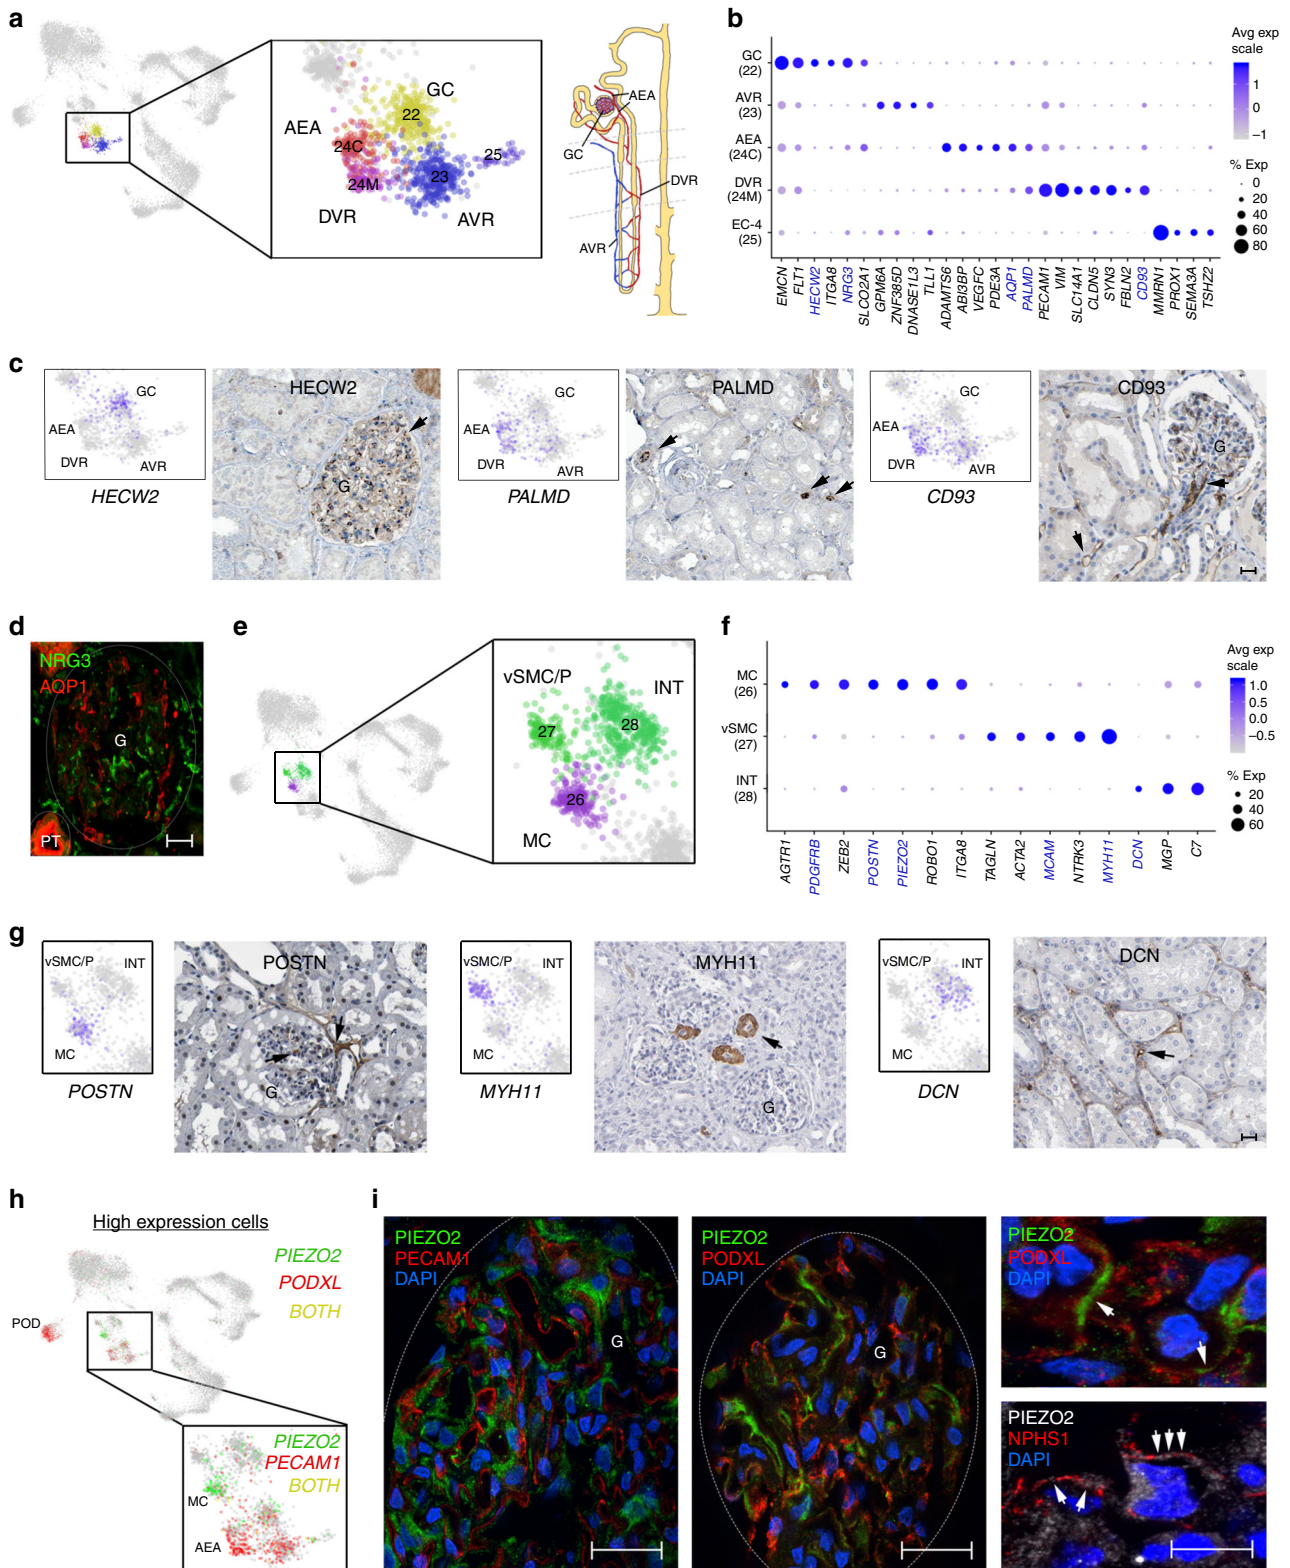 a
GC
22
AEA
24C
25
24M
23
DVR
AVR
AEA
GC
DVR
AVR
b
GC
(22)
AVR
(23)
AEA
(24C)
DVR
(24M)
EC-4
(25)
EMCN
FLT1
HECW2
ITGA8
NRG3
SLCO2A1
GPM6A
ZNF385D
DNASE1L3
TLL1
ADAMTS6
ABI3BP
VEGFC
PDE3A
AQP1
PALMD
PECAM1
VIM
SLC14A1
CLDN5
SYN3
FBLN2
CD93
MMRN1
PROX1
SEMA3A
TSHZ2
Avg exp
scale
1
0
−1
% Exp
0
20
40
60
80
c
GC
AEA
DVR
AVR
HECW2
HECW2
G
GC
AEA
DVR
AVR
PALMD
PALMD
GC
AEA
DVR
AVR
CD93
CD93
G
d
NRG3
AQP1
G
PT
e
vSMC/P
INT
27
28
26
MC
f
MC
(26)
vSMC
(27)
INT
(28)
AGTR1
PDGFRB
ZEB2
POSTN
PIEZO2
ROBO1
ITGA8
TAGLN
ACTA2
MCAM
NTRK3
MYH11
DCN
MGP
C7
Avg exp
scale
1.0
0.5
0.0
−0.5
% Exp
20
40
60
g
vSMC/P
INT
MC
POSTN
POSTN
G
vSMC/P
INT
MC
MYH11
MYH11
G
vSMC/P
INT
MC
DCN
DCN
h
High expression cells
PIEZO2
PODXL
BOTH
POD
PIEZO2
PECAM1
BOTH
MC
AEA
i
PIEZO2
PECAM1
DAPI
G
PIEZO2
PODXL
DAPI
G
PIEZO2
PODXL
DAPI
PIEZO2
NPHS1
DAPI